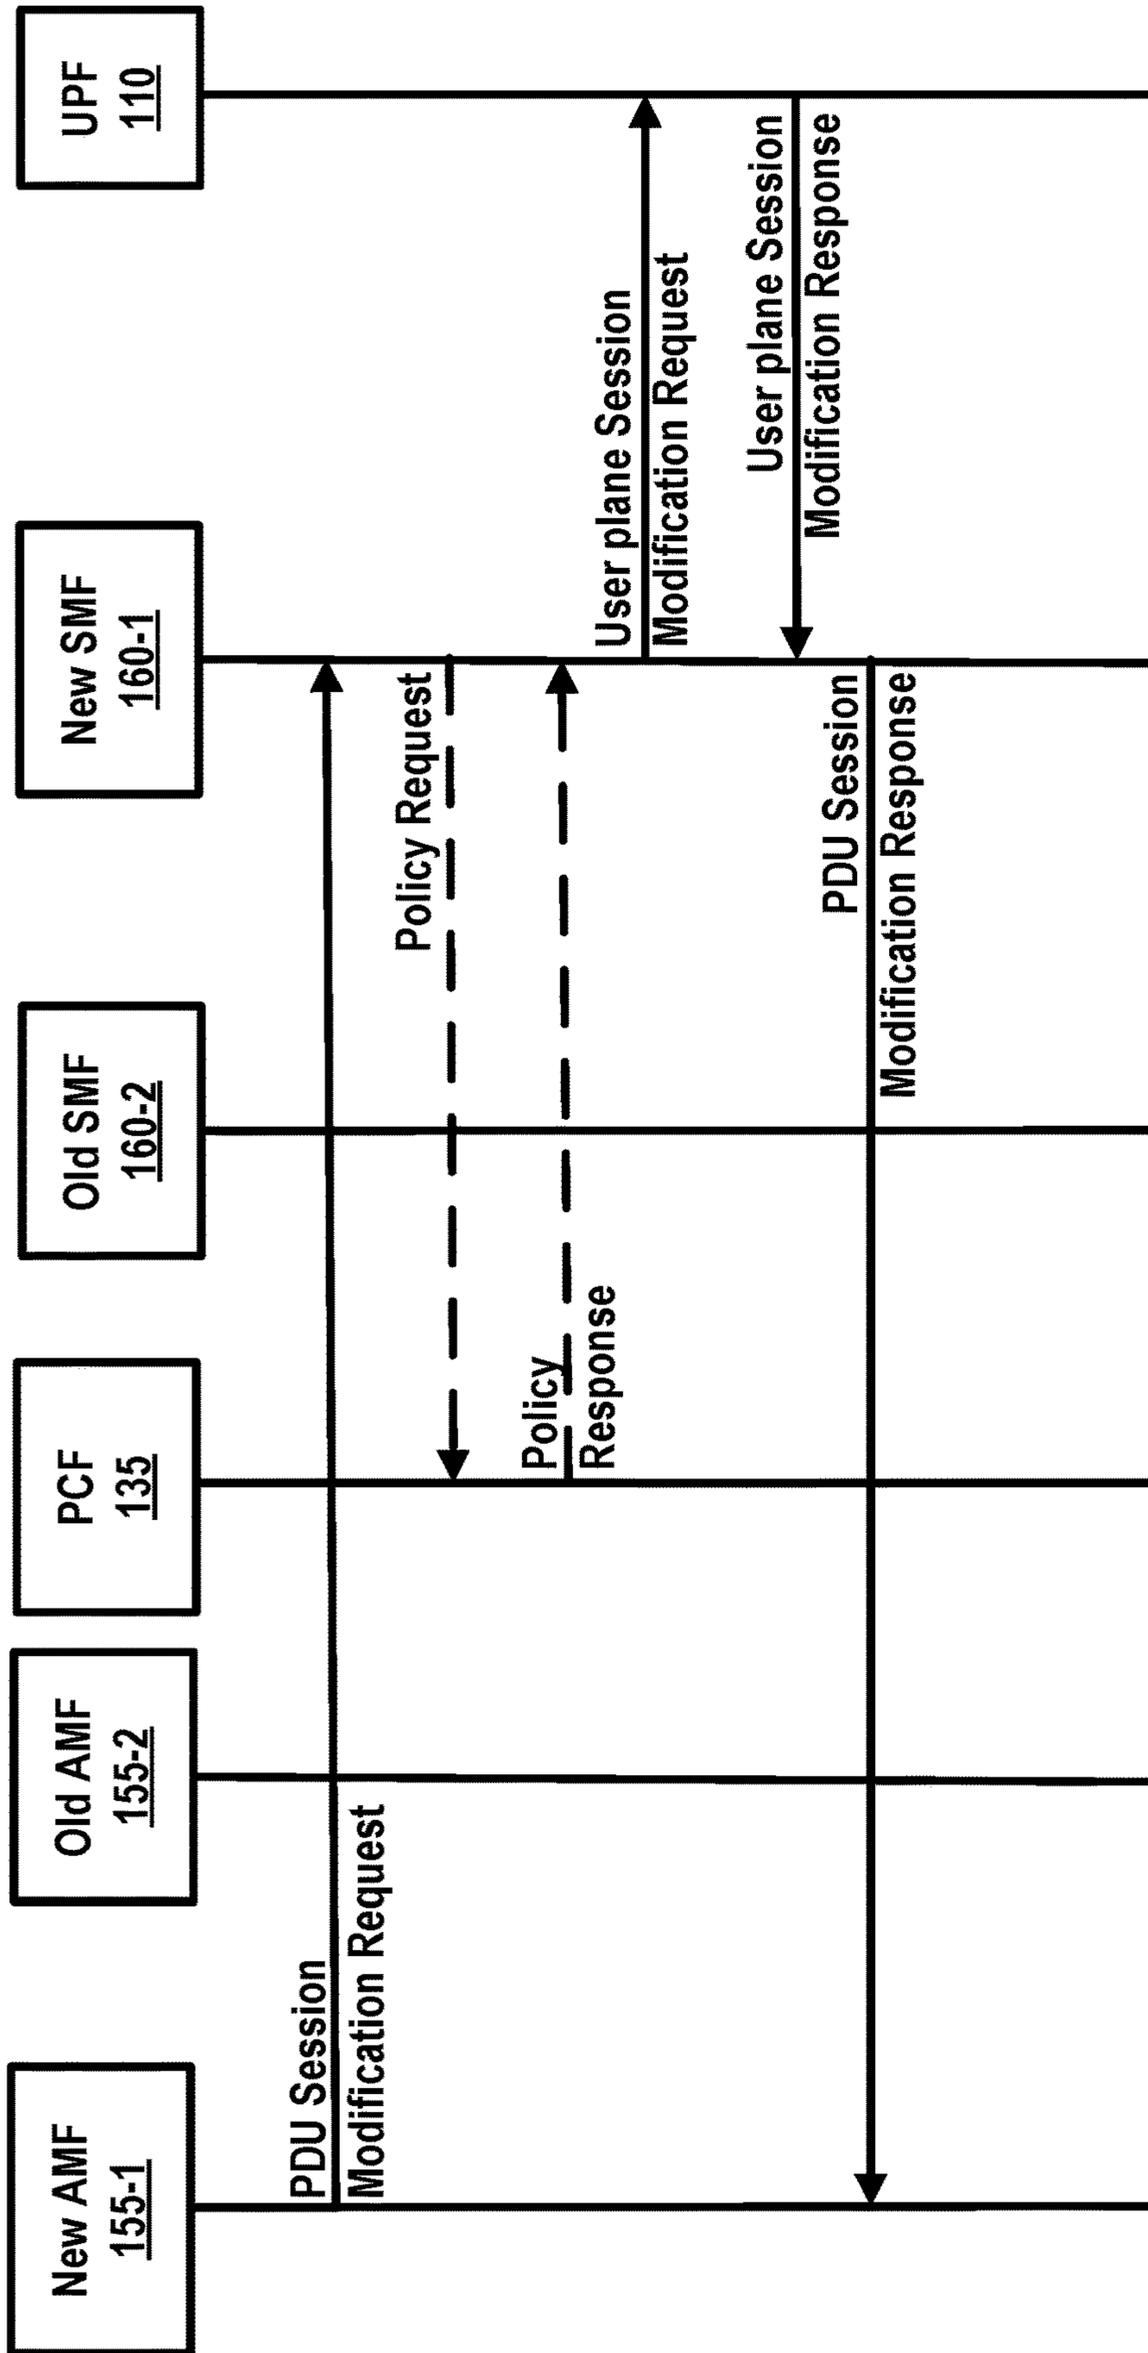 New AMF
155-1
Old AMF
155-2
PCF
135
Old SMF
160-2
New SMF
160-1
UPF
110
PDU Session
Modification Request
Policy Request
Policy
Response
User plane Session
Modification Request
User plane Session
Modification Response
PDU Session
Modification Response